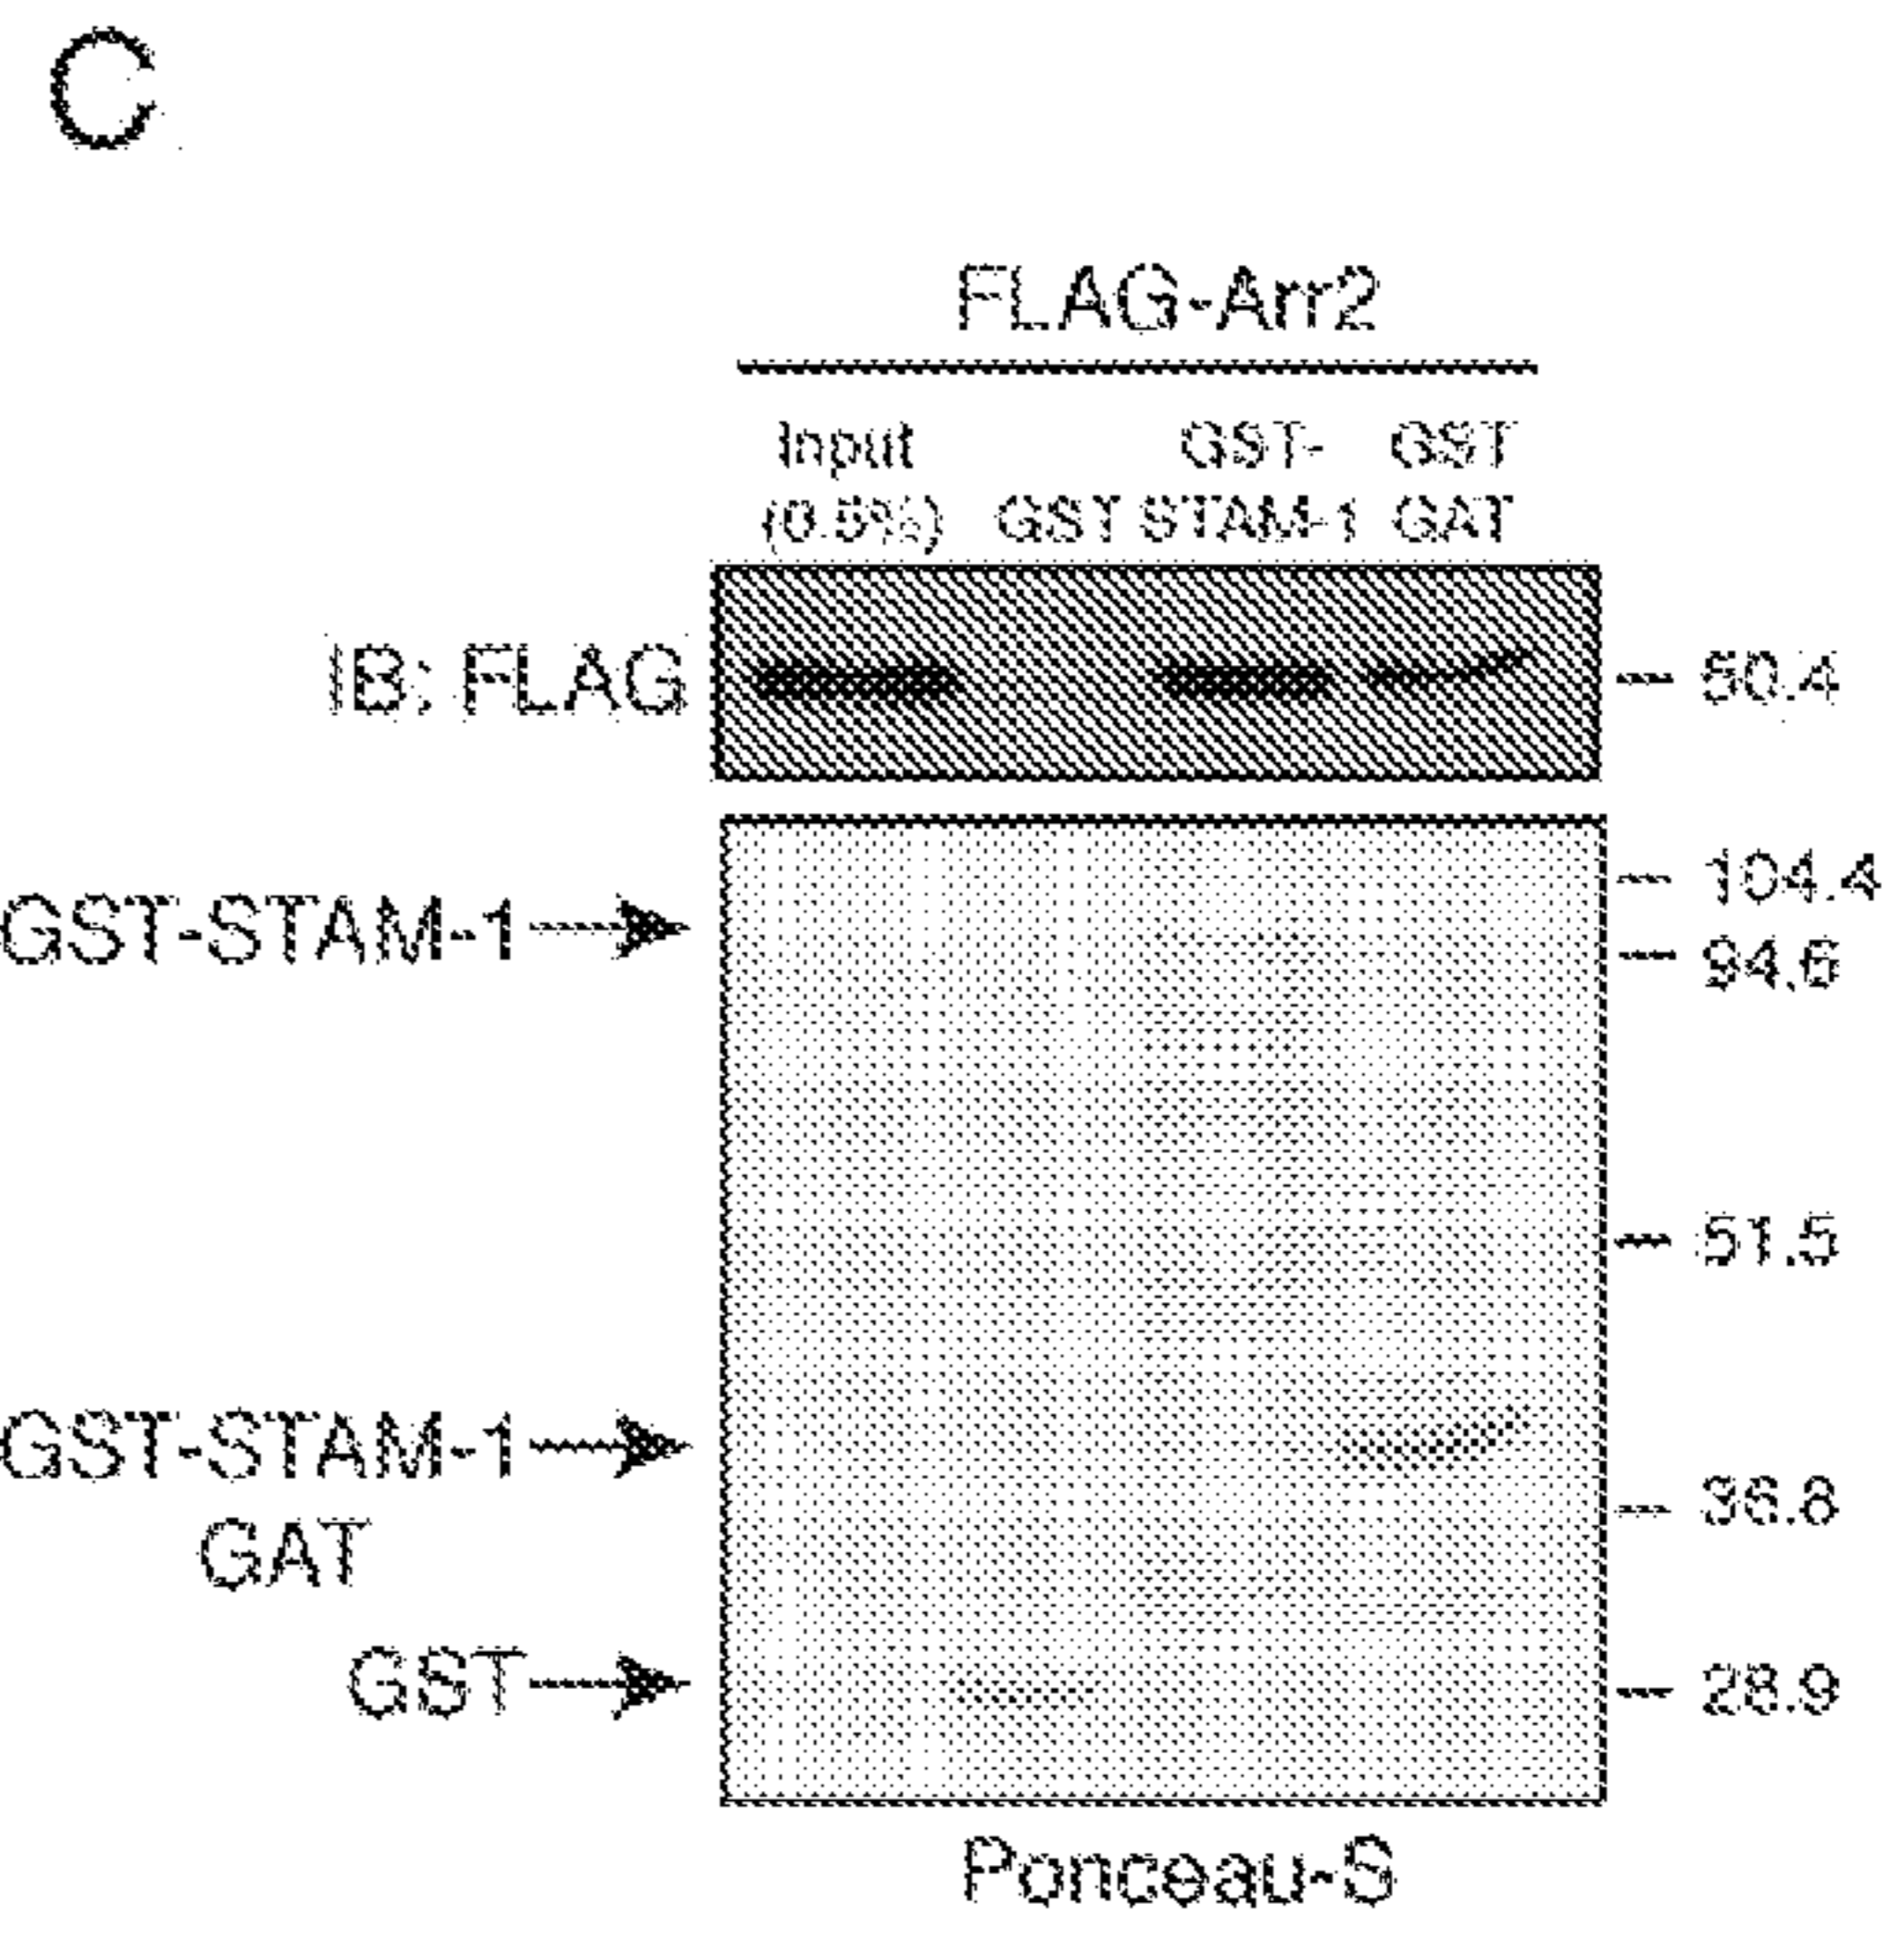 C
FLAG-Arr2
Input GST- GST
(0.5%) GST STAM-1 GAT
IB: FLAG
50.4
GST-STAM-1
104.4
94.6
51.5
GST-STAM-1
GAT
36.8
GST
28.9
Ponceau-S